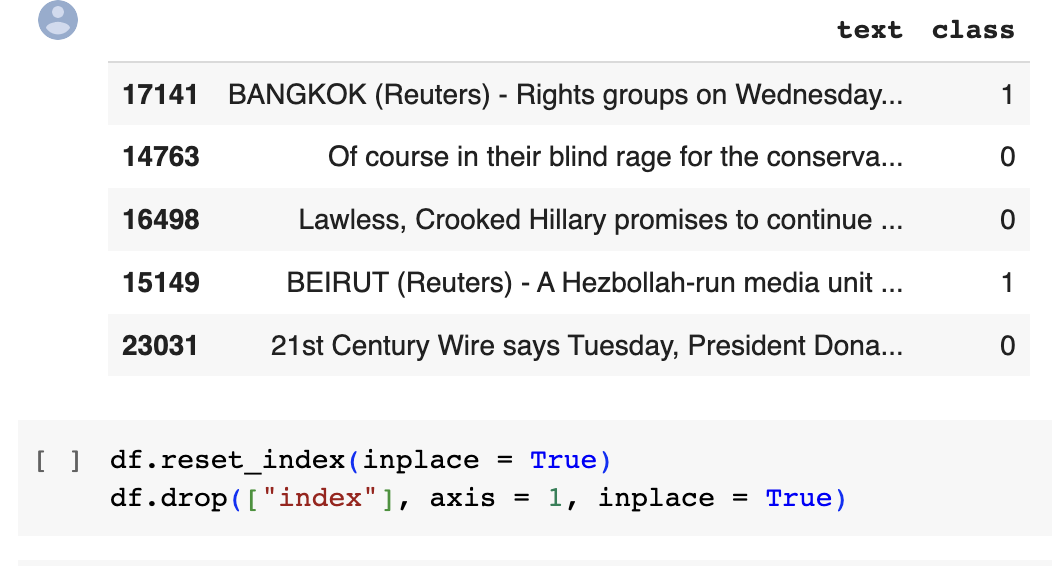 text class
17141 BANGKOK (Reuters) - Rights groups on Wednesday... 1
14763 Of course in their blind rage for the conserva... 0
16498 Lawless, Crooked Hillary promises to continue ... 0
15149 BEIRUT (Reuters) - A Hezbollah-run media unit ... 1
23031 21st Century Wire says Tuesday, President Dona... 0
[ ] df.reset_index(inplace = True)
df.drop(["index"], axis = 1, inplace = True)